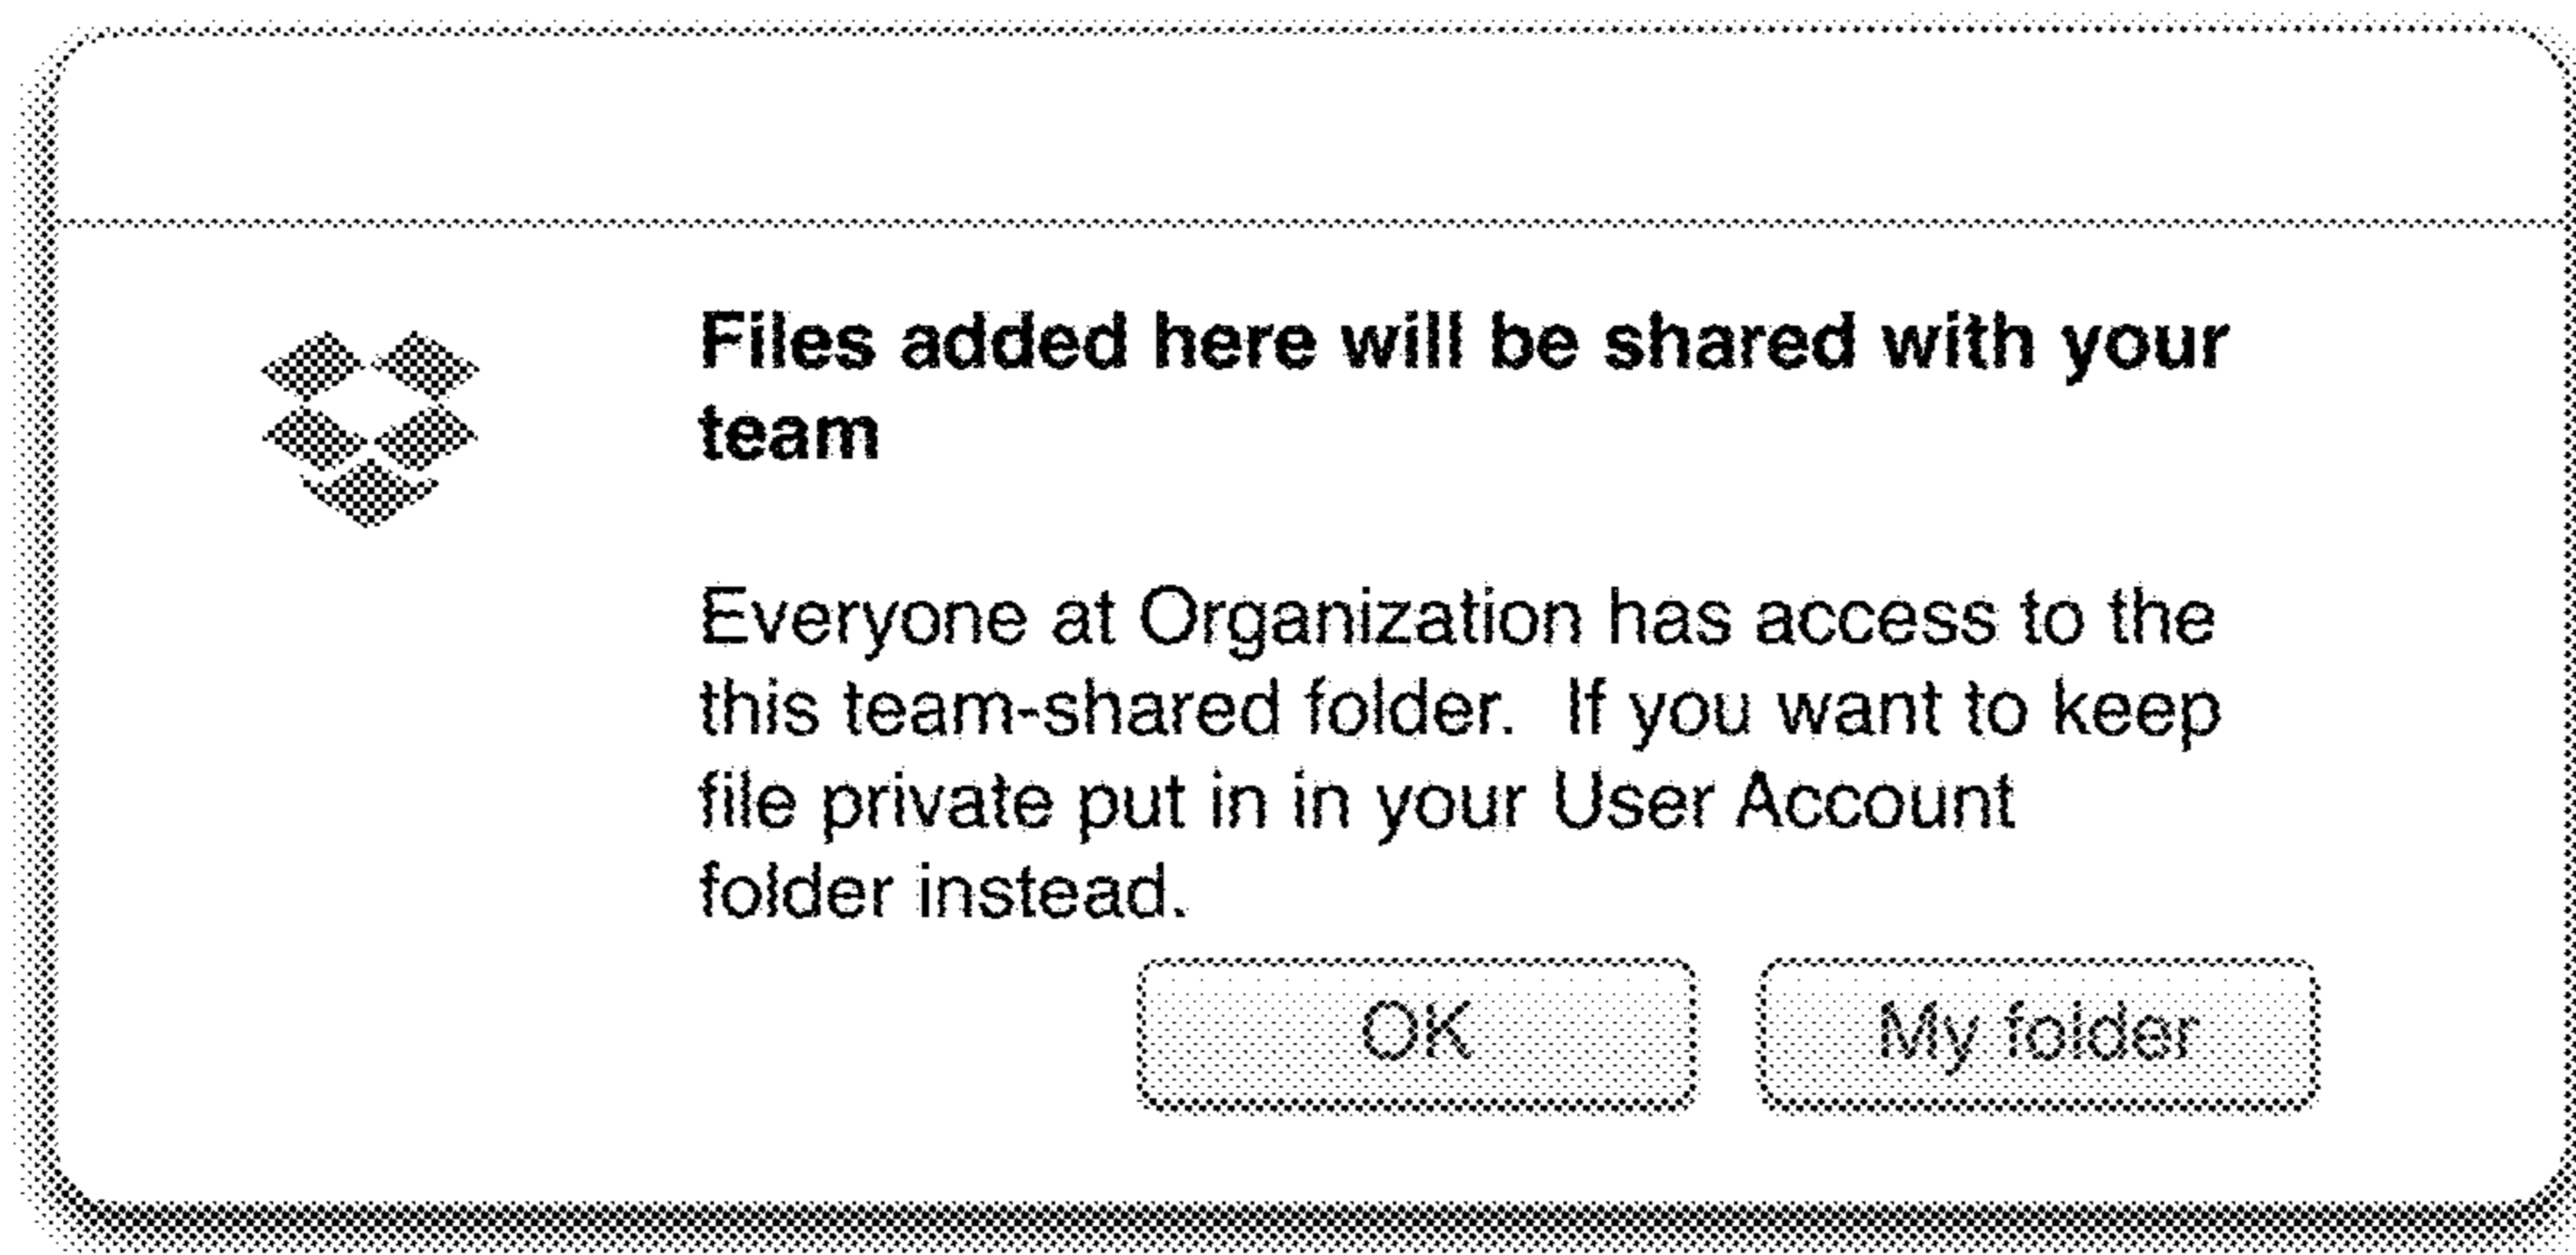 Files added here will be shared with your
team
Everyone at Organization has access to the
this team-shared folder.  If you want to keep
file private put in in your User Account
folder instead.
OK
My folder